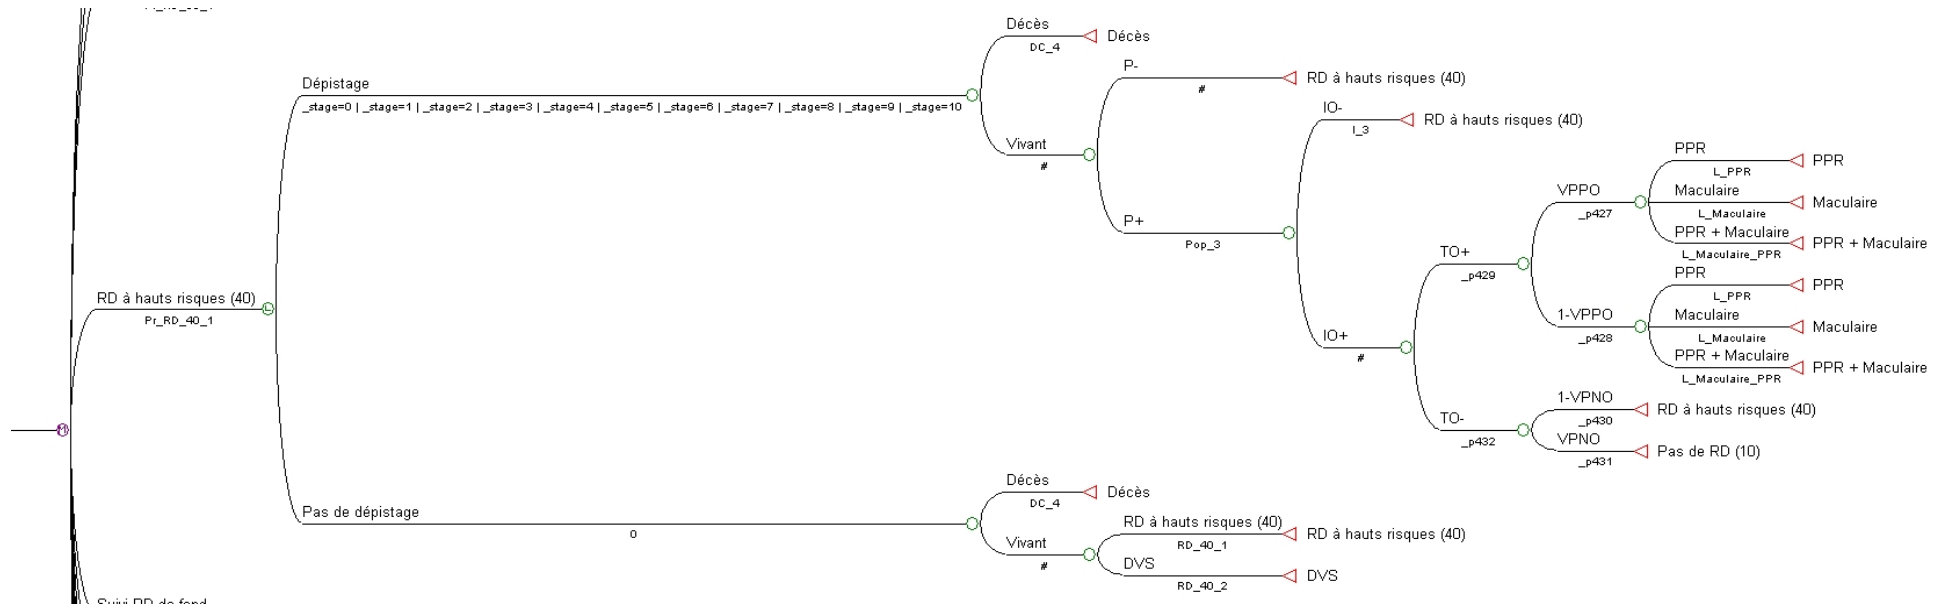 Décès
DC_4
Décès
P-
#
RD à hauts risques (40)
Dépistage
_stage=0 | _stage=1 | _stage=2 | _stage=3 | _stage=4 | _stage=5 | _stage=6 | _stage=7 | _stage=8 | _stage=9 | _stage=10
IO-
I_3
RD à hauts risques (40)
Vivant
#
PPR
L_PPR
PPR
VPPO
_p427
Maculaire
L_Maculaire
Maculaire
P+
Pop_3
PPR + Maculaire
L_Maculaire_PPR
PPR + Maculaire
TO+
_p429
PPR
L_PPR
PPR
RD à hauts risques (40)
Pr_RD_40_1
1-VPPO
_p428
Maculaire
L_Maculaire
Maculaire
IO+
#
PPR + Maculaire
L_Maculaire_PPR
PPR + Maculaire
1-VPNO
_p430
RD à hauts risques (40)
TO-
_p432
VPNO
_p431
Pas de RD (10)
Décès
DC_4
Décès
Pas de dépistage
0
RD à hauts risques (40)
RD_40_1
RD à hauts risques (40)
Vivant
#
DVS
RD_40_2
DVS
Suivi RD de fond